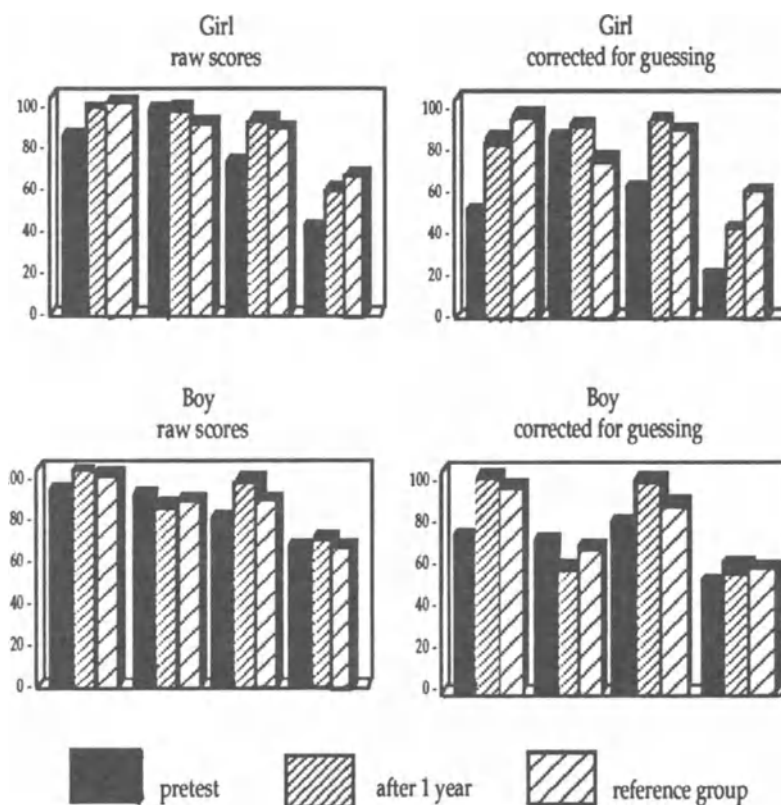 Girl
raw scores
100 -
80 -
60 -
40 -
20 -
0 -
Girl
corrected for guessing
100 -
80 -
60 -
40 -
20 -
0 -
Boy
raw scores
00 -
80 -
60 -
40 -
20 -
0 -
Boy
corrected for guessing
100 -
80 -
60 -
40 -
20 -
0 -
pretest
after 1 year
reference group